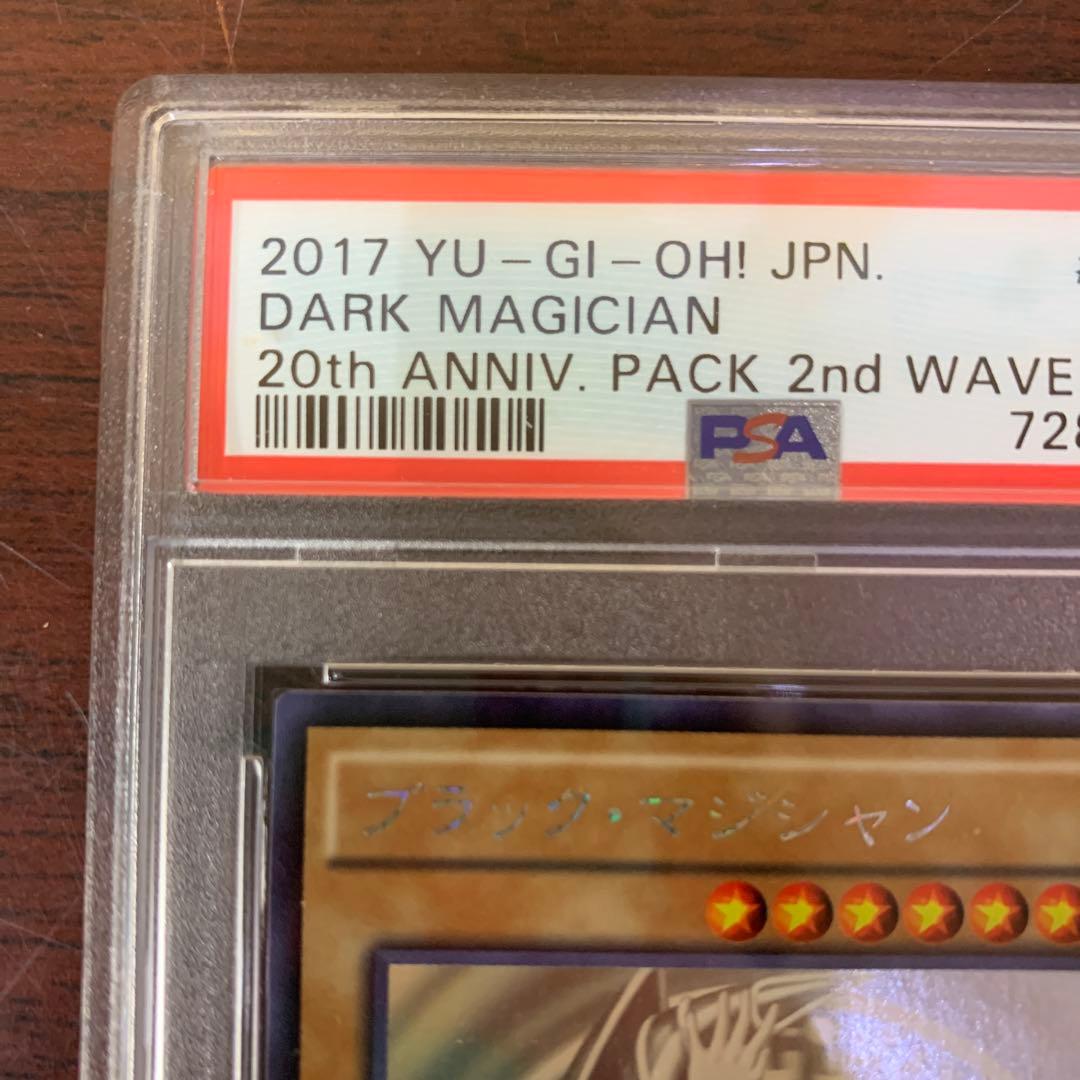 2017 YU-GI-OH! JPN.
DARK MAGICIAN
20th ANNIV. PACK 2nd WAVE
728
PSA
ブラック・マジシャン